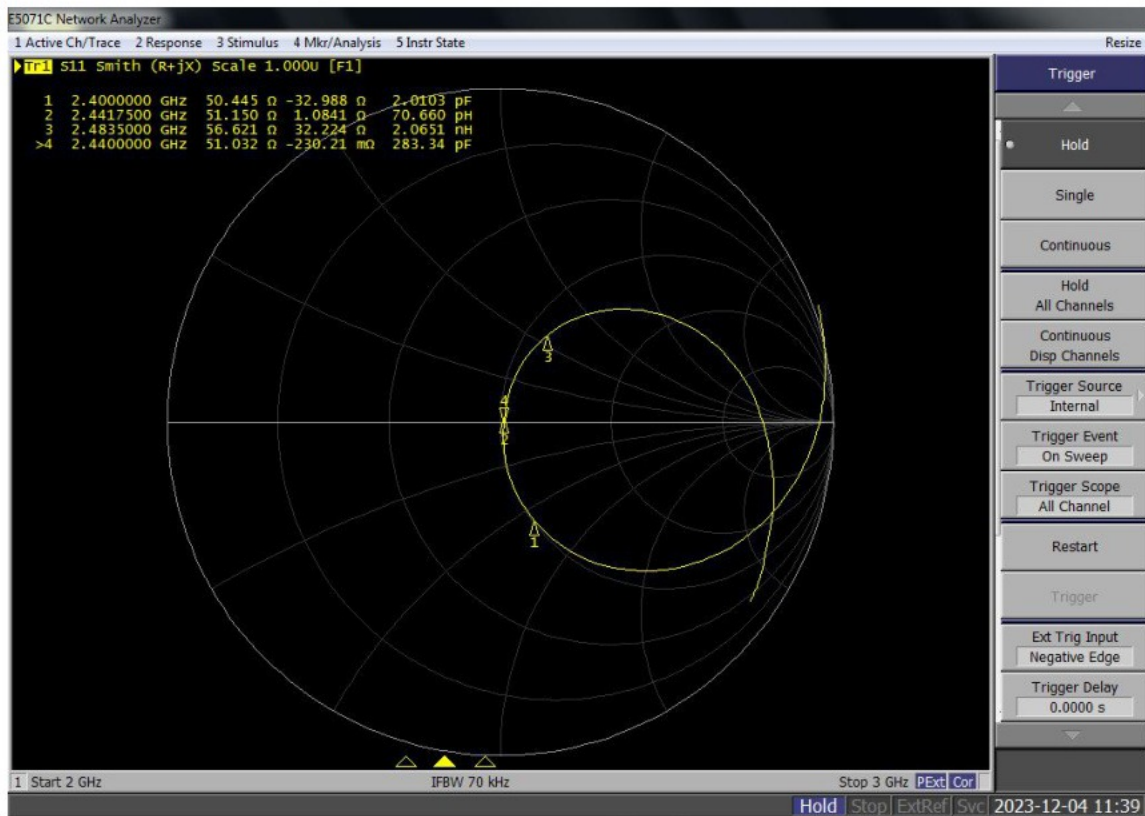 E5071C Network Analyzer
1 Active Ch/Trace 2 Response 3 Stimulus 4 Mkr/Analysis 5 Instr State Resize
Tr1 S11 Smith (R+jX) Scale 1.000U [F1]
1 2.4000000 GHz 50.445 Ω -32.988 Ω 2.0103 pF
2 2.4417500 GHz 51.150 Ω 1.0841 Ω 70.660 pH
3 2.4835000 GHz 56.621 Ω 32.224 Ω 2.0651 nH
>4 2.4400000 GHz 51.032 Ω -230.21 mΩ 283.34 pF
3
4
2
1
Trigger
Hold
Single
Continuous
Hold
All Channels
Continuous
Disp Channels
Trigger Source
Internal
Trigger Event
On Sweep
Trigger Scope
All Channel
Restart
Trigger
Ext Trig Input
Negative Edge
Trigger Delay
0.0000 s
1 Start 2 GHz IFBW 70 kHz Stop 3 GHz PExt Cor
Hold Stop ExtRef Svc 2023-12-04 11:39